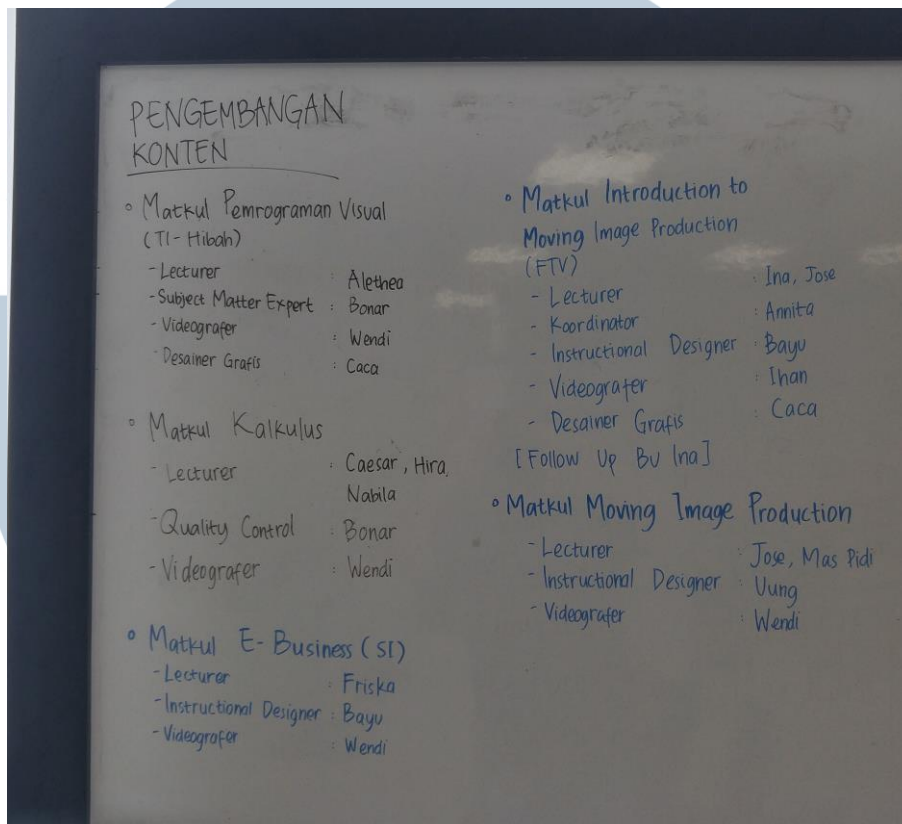 PENGEMBANGAN
KONTEN
• Matkul Pemrograman Visual
(TI - Hibah)
- Lecturer : Alethea
- Subject Matter Expert : Bonar
- Videografer : Wendi
- Desainer Grafis : Caca
• Matkul Kalkulus
- Lecturer : Caesar, Hira,
Nabila
- Quality Control : Bonar
- Videografer : Wendi
• Matkul E-Business (SI)
- Lecturer : Friska
- Instructional Designer : Bayu
- Videografer : Wendi
• Matkul Introduction to
Moving Image Production
(FTV)
- Lecturer : Ina, Jose
- Koordinator : Annita
- Instructional Designer : Bayu
- Videografer : Ihan
- Desainer Grafis : Caca
[Follow Up Bu Ina]
• Matkul Moving Image Production
- Lecturer : Jose, Mas Pidi
- Instructional Designer : Uung
- Videografer : Wendi